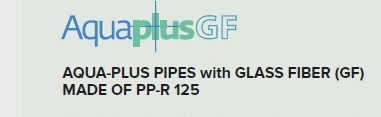 AquaplusGF
AQUA-PLUS PIPES with GLASS FIBER (GF)
MADE OF PP-R 125